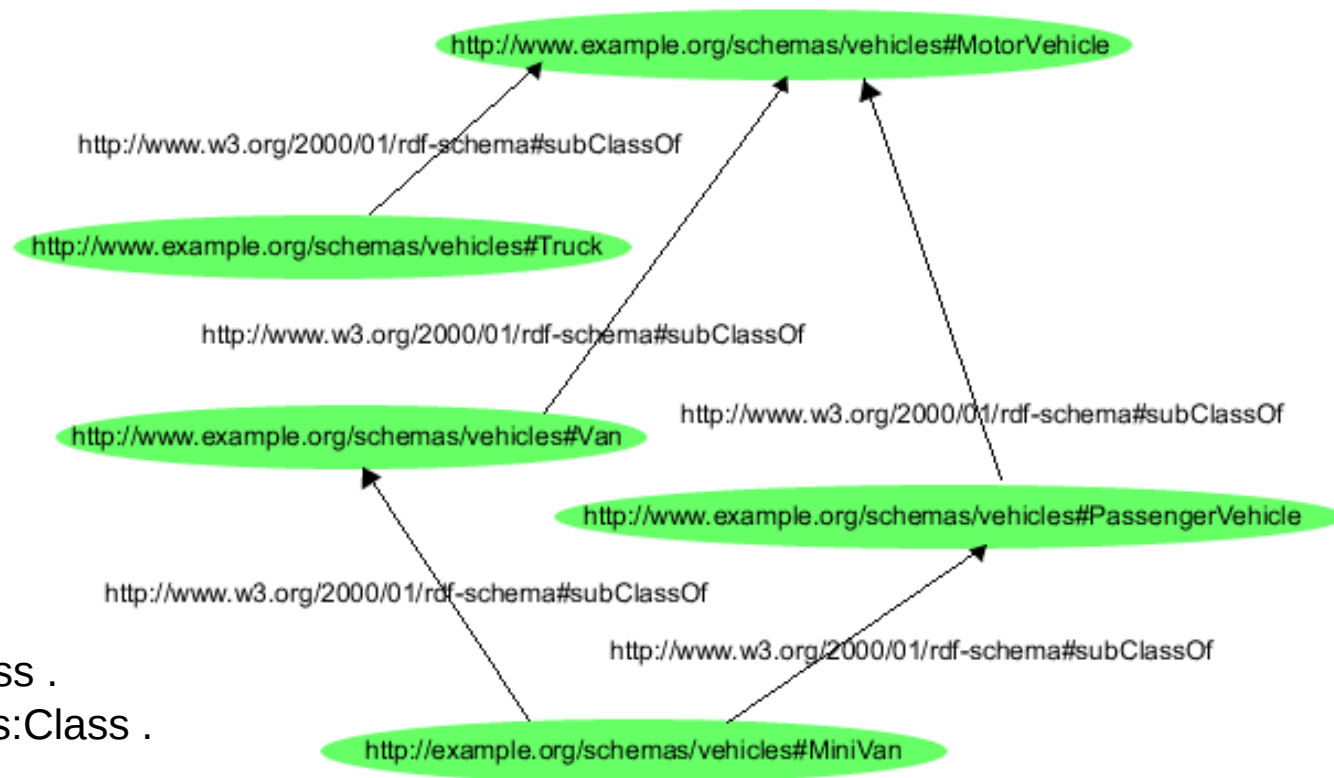 http://www.example.org/schemas/vehicles#MotorVehicle
http://www.w3.org/2000/01/rdf-schema#subClassOf
http://www.example.org/schemas/vehicles#Truck
http://www.w3.org/2000/01/rdf-schema#subClassOf
http://www.w3.org/2000/01/rdf-schema#subClassOf
http://www.example.org/schemas/vehicles#Van
http://www.example.org/schemas/vehicles#PassengerVehicle
http://www.w3.org/2000/01/rdf-schema#subClassOf
http://www.w3.org/2000/01/rdf-schema#subClassOf
ss .
s:Class .
http://example.org/schemas/vehicles#MiniVan